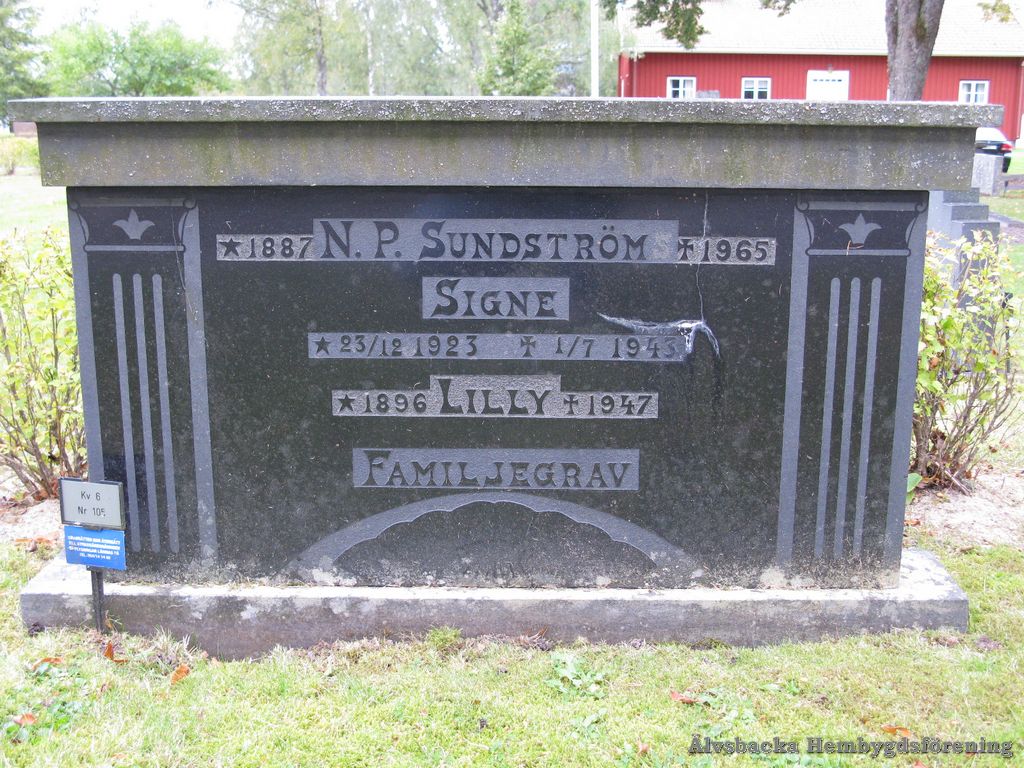 ★1887 N. P. SUNDSTRÖM ✝1965
SIGNE
★ 23/12 1923 ✝ 1/7 1943
★1896 LILLY ✝1947
FAMILJEGRAV
Kv 6
Nr 105
Älvsbacka Hembygdsförening